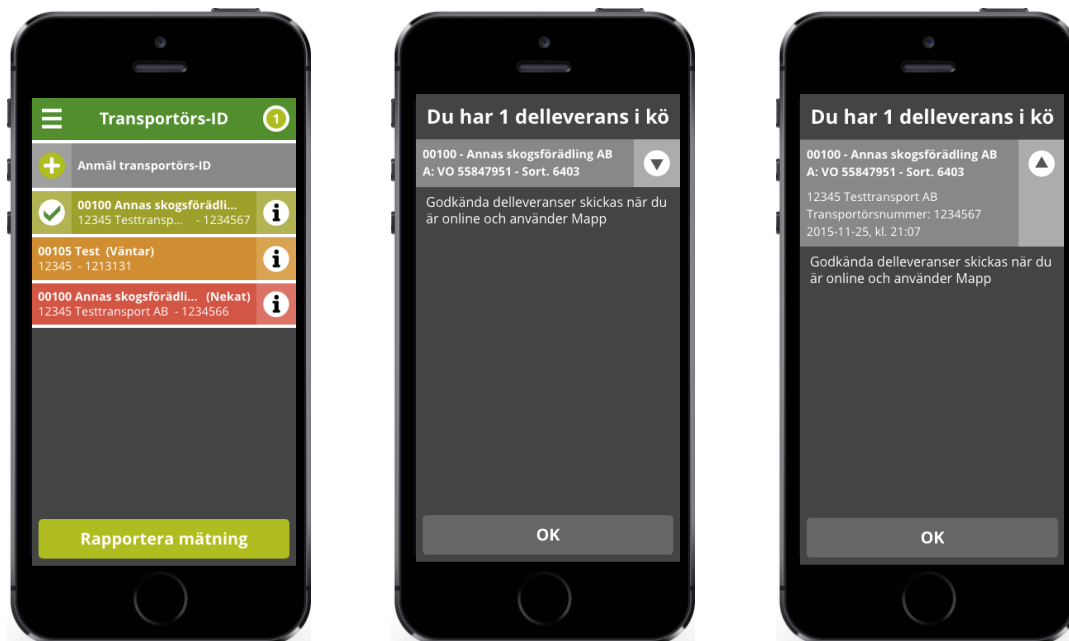 Transportörs-ID
1
Anmäl transportörs-ID
00100 Annas skogsförädli...
12345 Testtransp... - 1234567
00105 Test (Väntar)
12345 - 1213131
00100 Annas skogsförädli... (Nekat)
12345 Testtransport AB - 1234566
Rapportera mätning
Du har 1 delleverans i kö
00100 - Annas skogsförädling AB
A: VO 55847951 - Sort. 6403
Godkända delleveranser skickas när du
är online och använder Mapp
OK
Du har 1 delleverans i kö
00100 - Annas skogsförädling AB
A: VO 55847951 - Sort. 6403
12345 Testtransport AB
Transportörsnummer: 1234567
2015-11-25, kl. 21:07
Godkända delleveranser skickas när du
är online och använder Mapp
OK